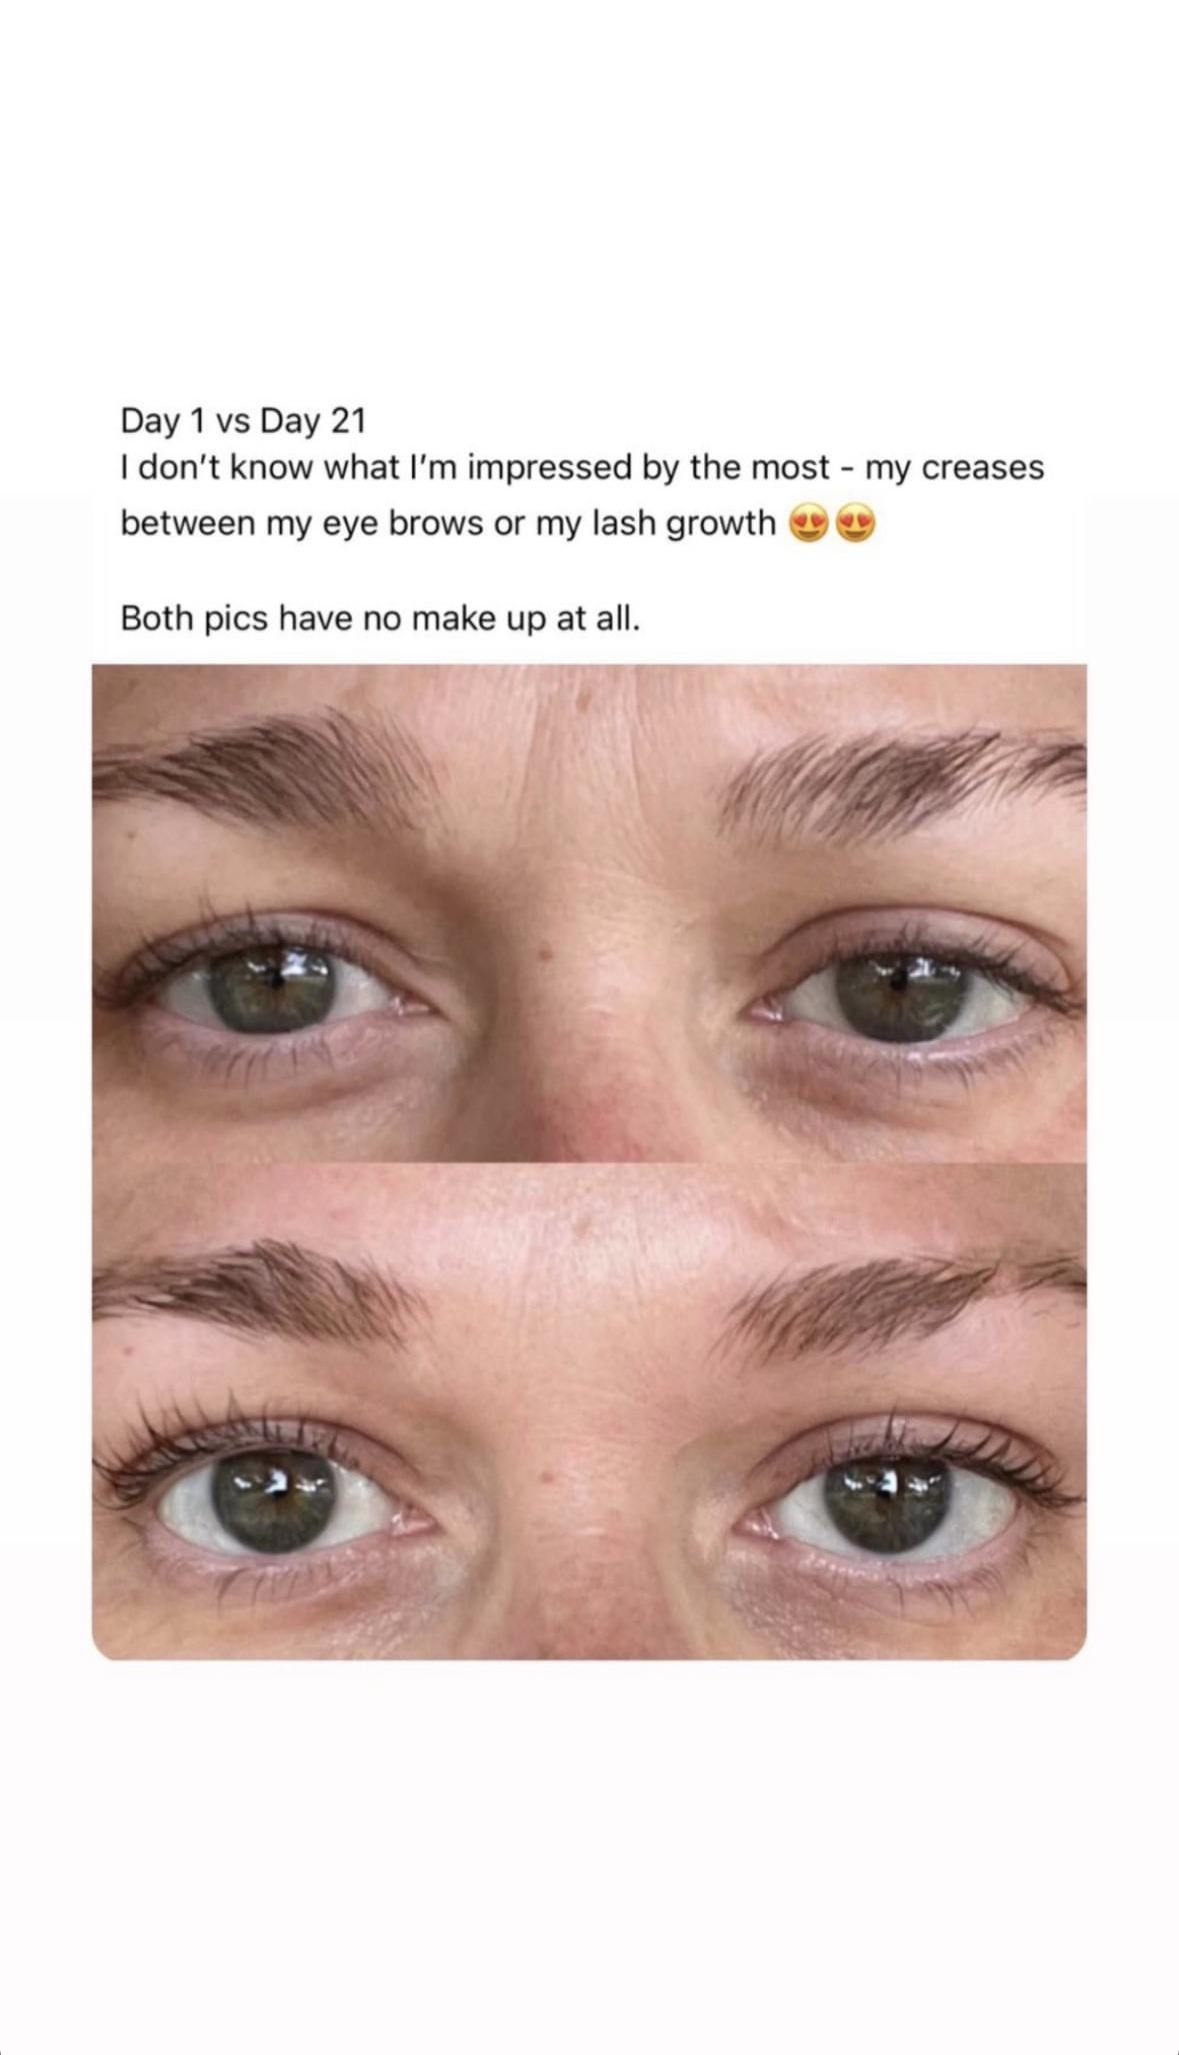 Day 1 vs Day 21
I don’t know what I’m impressed by the most - my creases
between my eye brows or my lash growth 😍😍
Both pics have no make up at all.